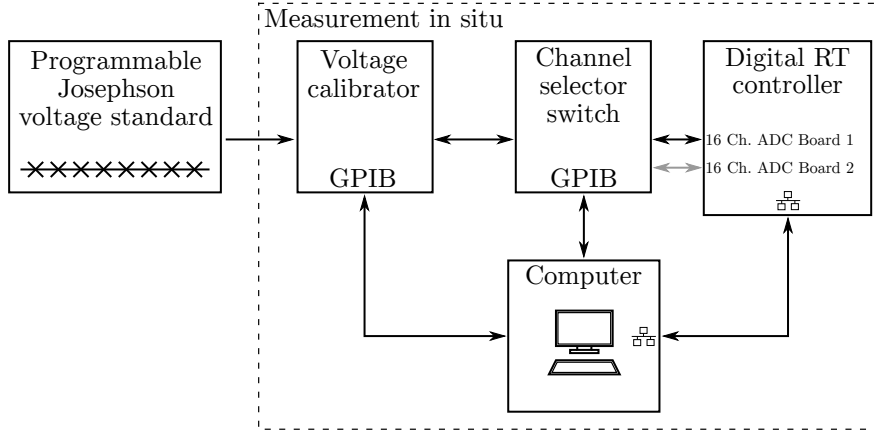 Measurement in situ
Programmable
Josephson
voltage standard
Voltage
calibrator
GPIB
Channel
selector
switch
GPIB
Digital RT
controller
16 Ch. ADC Board 1
16 Ch. ADC Board 2
Computer